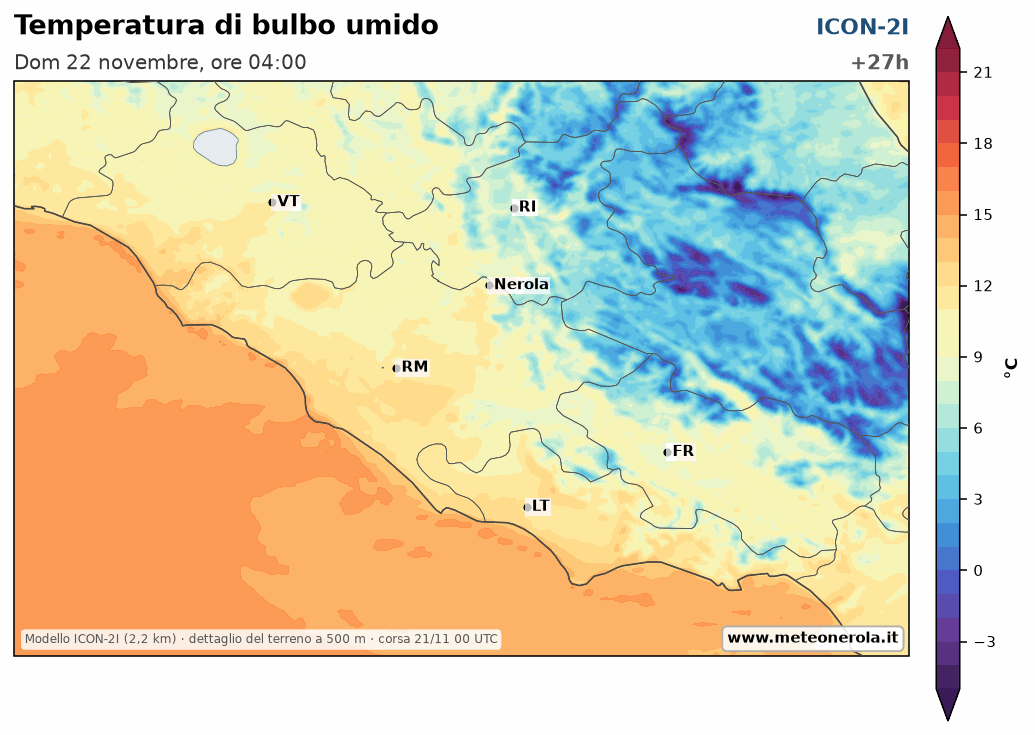 Temperatura di bulbo umido
ICON-2I
Dom 22 novembre, ore 04:00
+27h
VT
RI
Nerola
RM
FR
LT
Modello ICON-2I (2,2 km) · dettaglio del terreno a 500 m · corsa 21/11 00 UTC
www.meteonerola.it
21
18
15
12
9
6
3
0
−3
°C